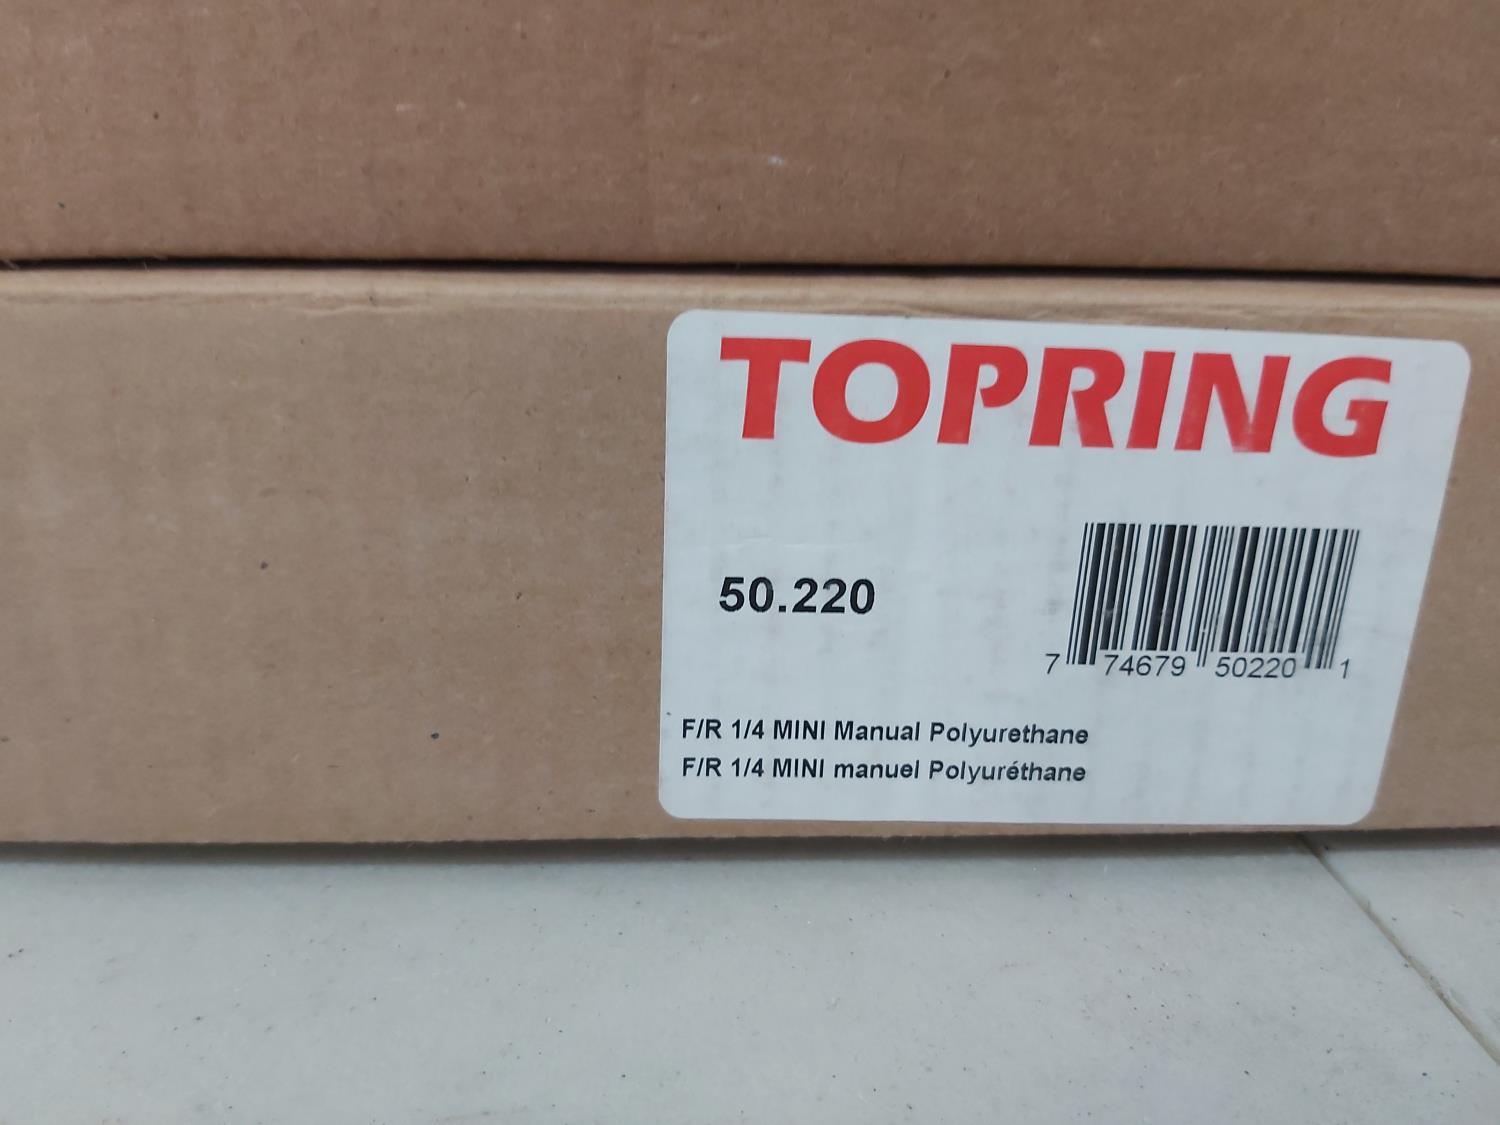 TOPRING
50.220
7 74679 50220 1
F/R 1/4 MINI Manual Polyurethane
F/R 1/4 MINI manuel Polyuréthane